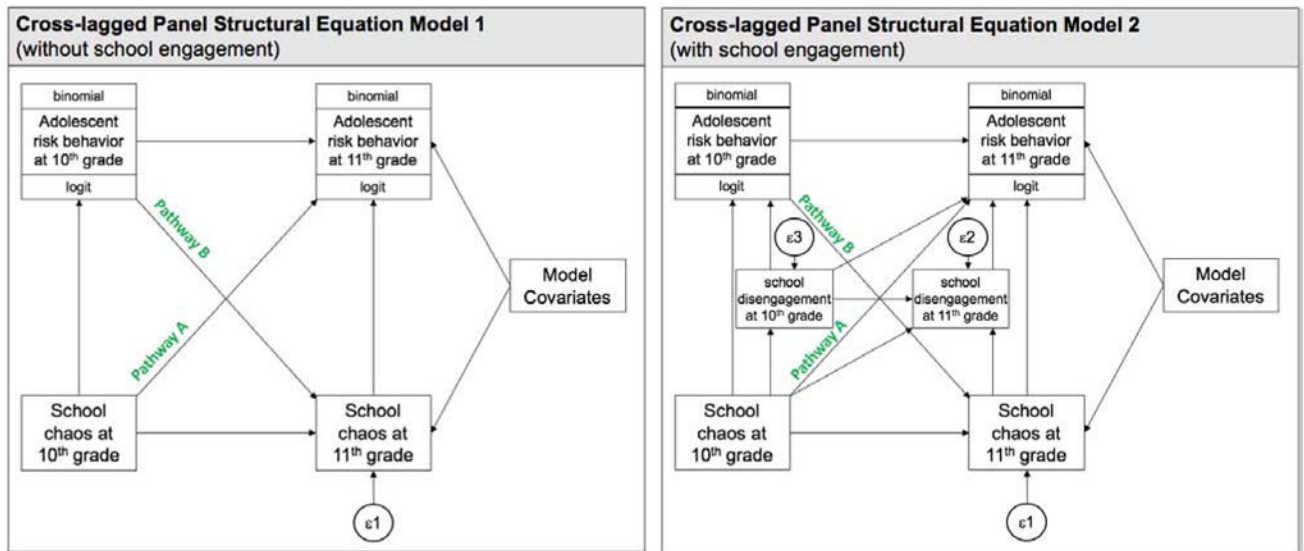 Cross-lagged Panel Structural Equation Model 1
(without school engagement)
binomial
Adolescent
risk behavior
at 10th grade
logit
binomial
Adolescent
risk behavior
at 11th grade
logit
Pathway B
Pathway A
Model
Covariates
School
chaos at
10th grade
School
chaos at
11th grade
ε1
Cross-lagged Panel Structural Equation Model 2
(with school engagement)
binomial
Adolescent
risk behavior
at 10th grade
logit
binomial
Adolescent
risk behavior
at 11th grade
logit
ε3
Pathway B
ε2
school
disengagement
at 10th grade
school
disengagement
at 11th grade
Model
Covariates
Pathway A
School
chaos at
10th grade
School
chaos at
11th grade
ε1